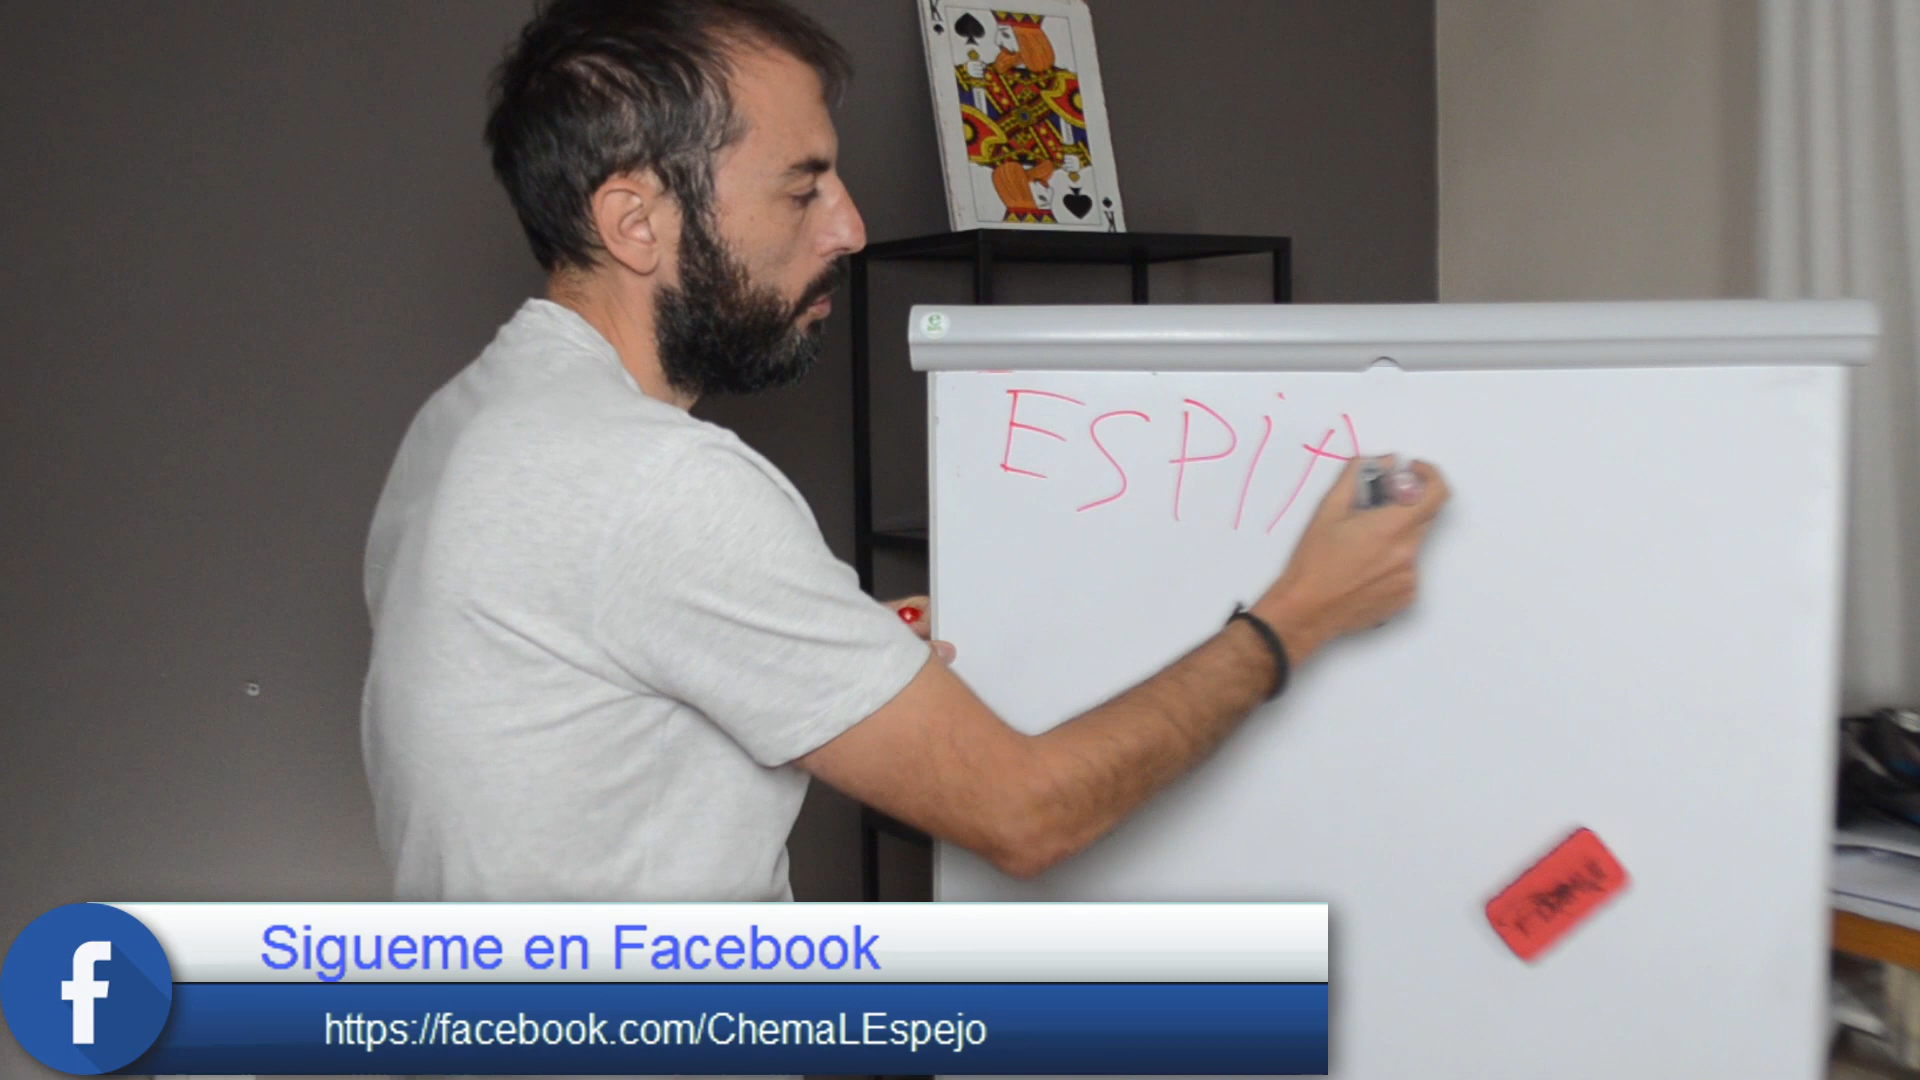 K
K
ESPIA
Sigueme en Facebook
https://facebook.com/ChemaLEspejo